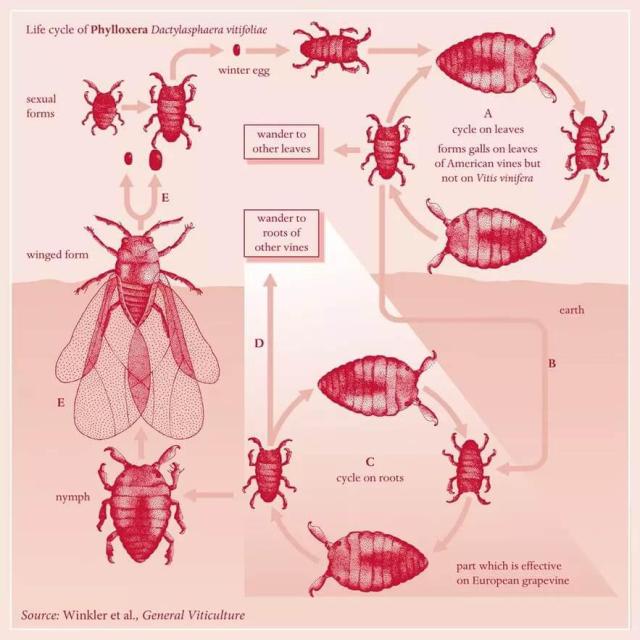 Life cycle of Phylloxera Dactylasphaera vitifoliae
winter egg
sexual
forms
A
cycle on leaves
forms galls on leaves
of American vines but
not on Vitis vinifera
wander to
other leaves
E
wander to
roots of
other vines
winged form
earth
D
B
E
C
cycle on roots
nymph
part which is effective
on European grapevine
Source: Winkler et al., General Viticulture